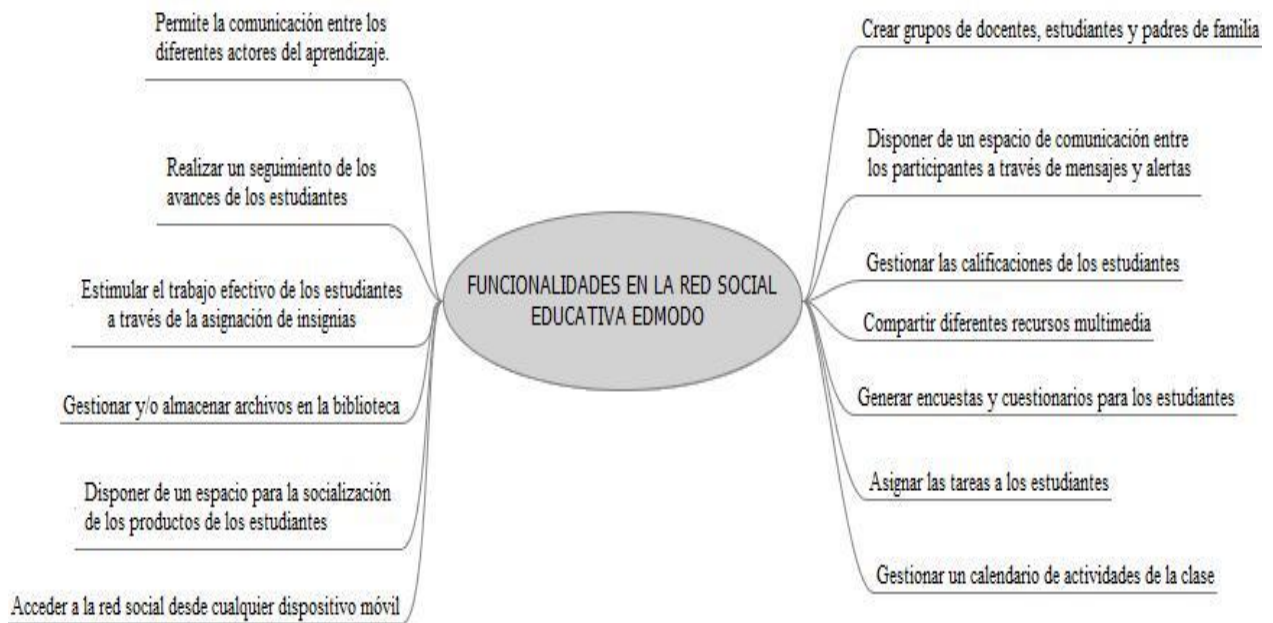 Permite la comunicación entre los
diferentes actores del aprendizaje.
Realizar un seguimiento de los
avances de los estudiantes
Estimular el trabajo efectivo de los estudiantes
a través de la asignación de insignias
Gestionar y/o almacenar archivos en la biblioteca
Disponer de un espacio para la socialización
de los productos de los estudiantes
Acceder a la red social desde cualquier dispositivo móvil
FUNCIONALIDADES EN LA RED SOCIAL
EDUCATIVA EDMODO
Crear grupos de docentes, estudiantes y padres de familia
Disponer de un espacio de comunicación entre
los participantes a través de mensajes y alertas
Gestionar las calificaciones de los estudiantes
Compartir diferentes recursos multimedia
Generar encuestas y cuestionarios para los estudiantes
Asignar las tareas a los estudiantes
Gestionar un calendario de actividades de la clase